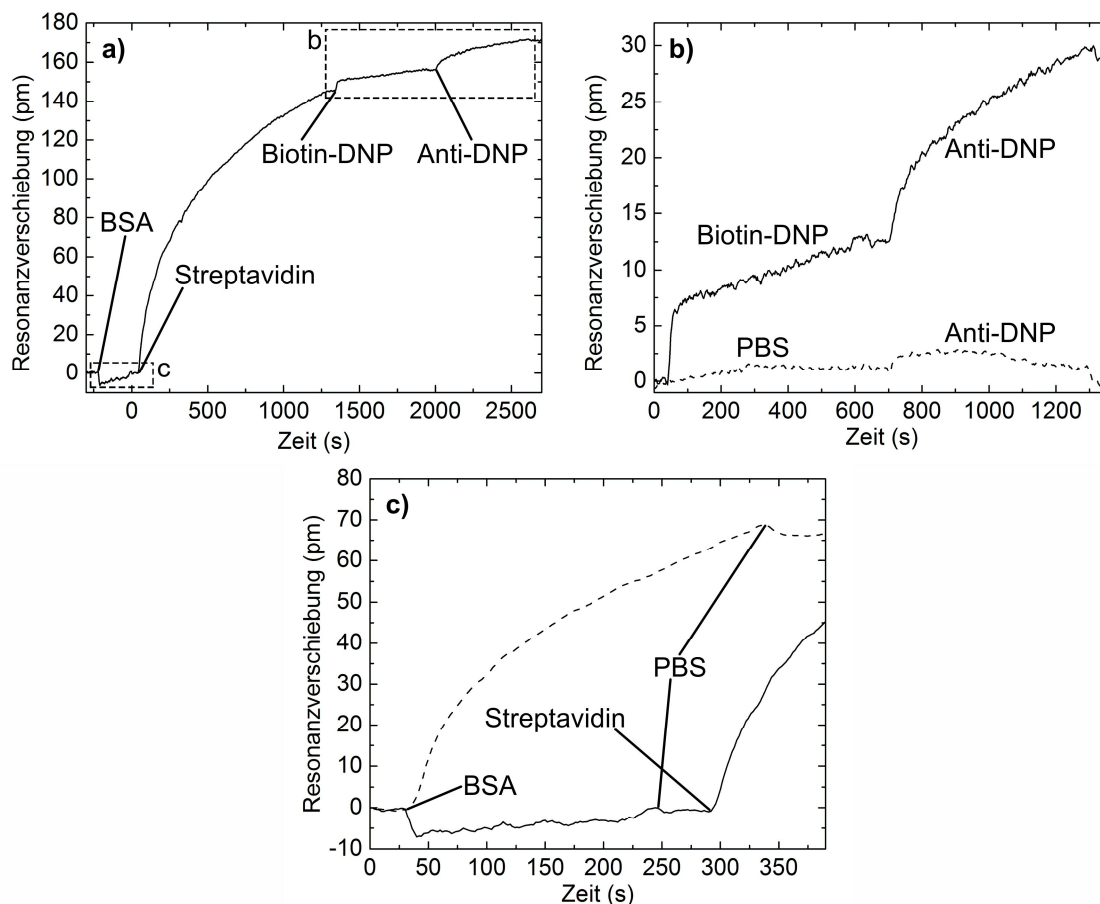 a)
b
180
160
140
120
100
80
60
40
20
0
Resonanzverschiebung (pm)
BSA
Streptavidin
Biotin-DNP
Anti-DNP
c
0
500
1000
1500
2000
2500
Zeit (s)
b)
30
25
20
15
10
5
0
Resonanzverschiebung (pm)
Biotin-DNP
Anti-DNP
PBS
Anti-DNP
0
200
400
600
800
1000
1200
Zeit (s)
c)
80
70
60
50
40
30
20
10
0
-10
Resonanzverschiebung (pm)
PBS
Streptavidin
BSA
0
50
100
150
200
250
300
350
Zeit (s)